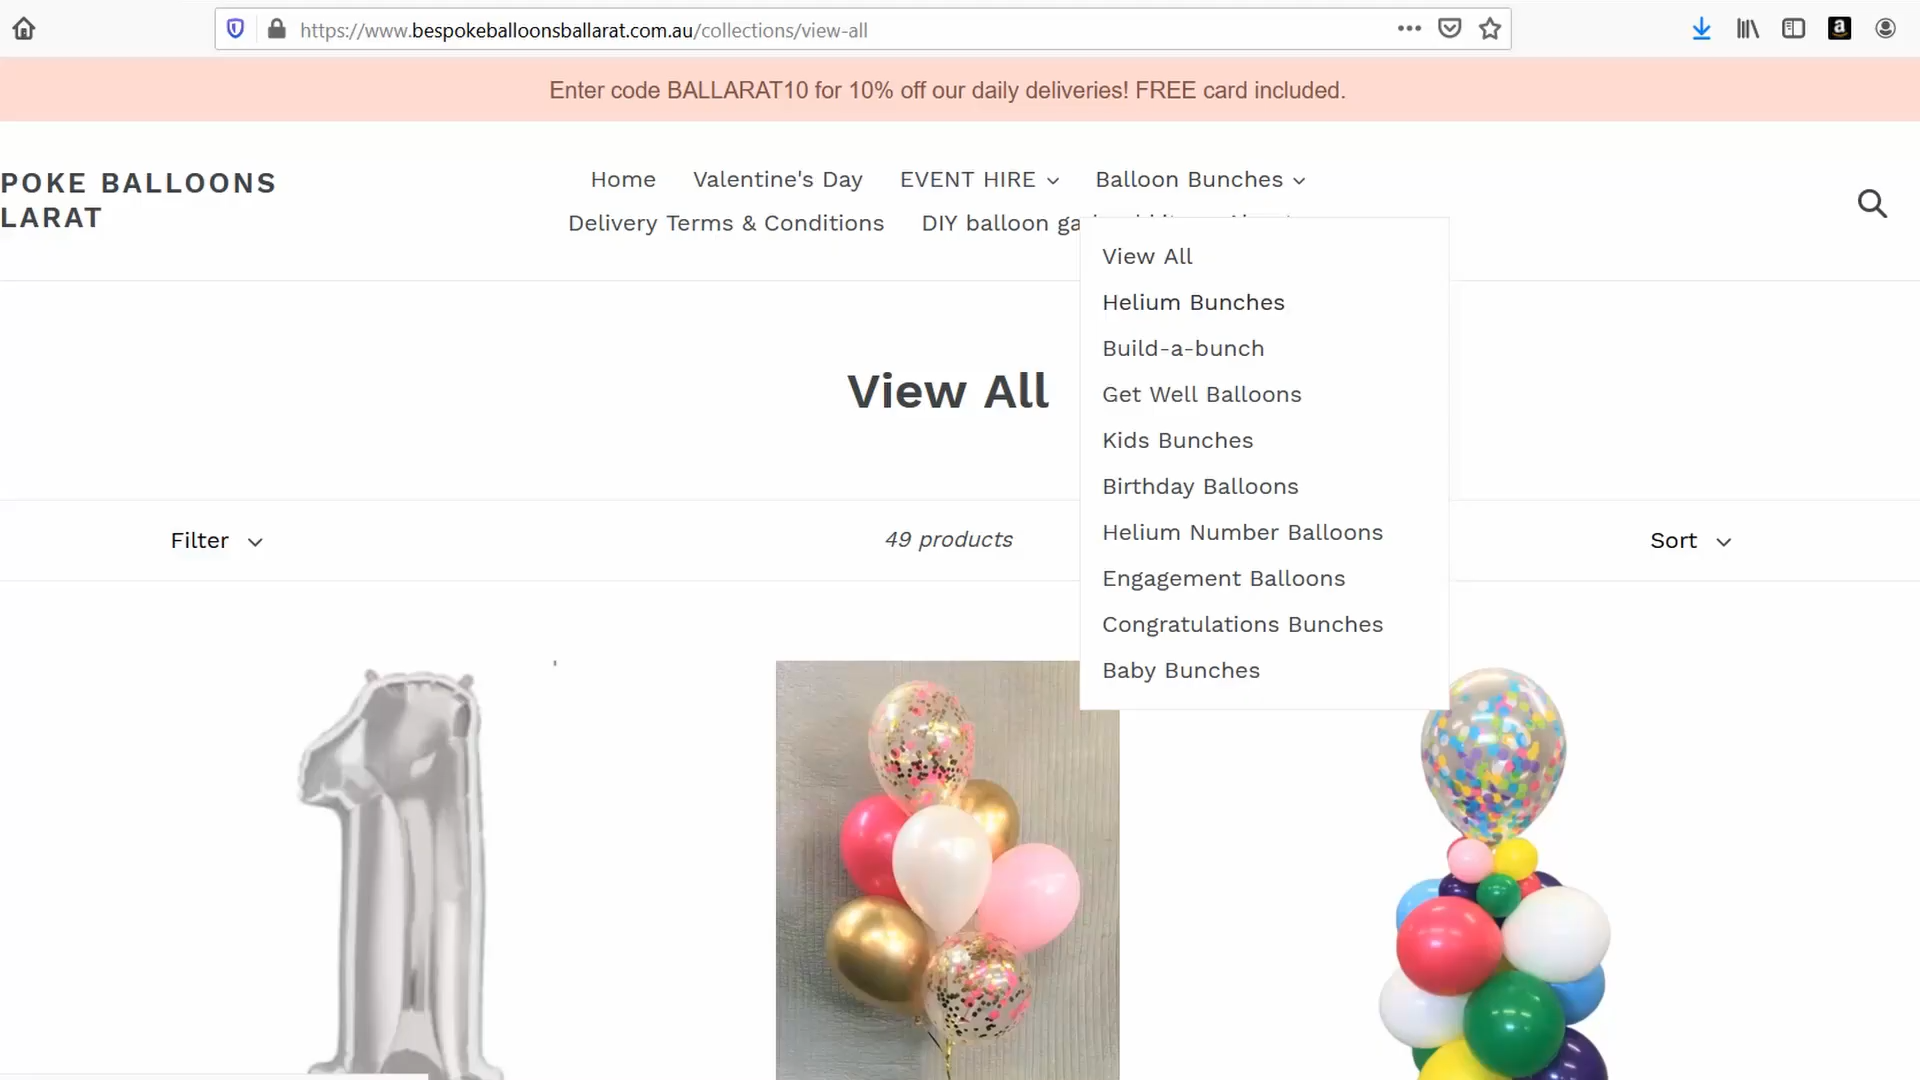 https://www.bespokeballoonsballarat.com.au/collections/view-all
Enter code BALLARAT10 for 10% off our daily deliveries! FREE card included.
POKE BALLOONS
LARAT
Home Valentine's Day EVENT HIRE Balloon Bunches
Delivery Terms & Conditions DIY balloon ga
View All
Helium Bunches
Build-a-bunch
Get Well Balloons
Kids Bunches
Birthday Balloons
Helium Number Balloons
Engagement Balloons
Congratulations Bunches
Baby Bunches
View All
Filter 49 products Sort